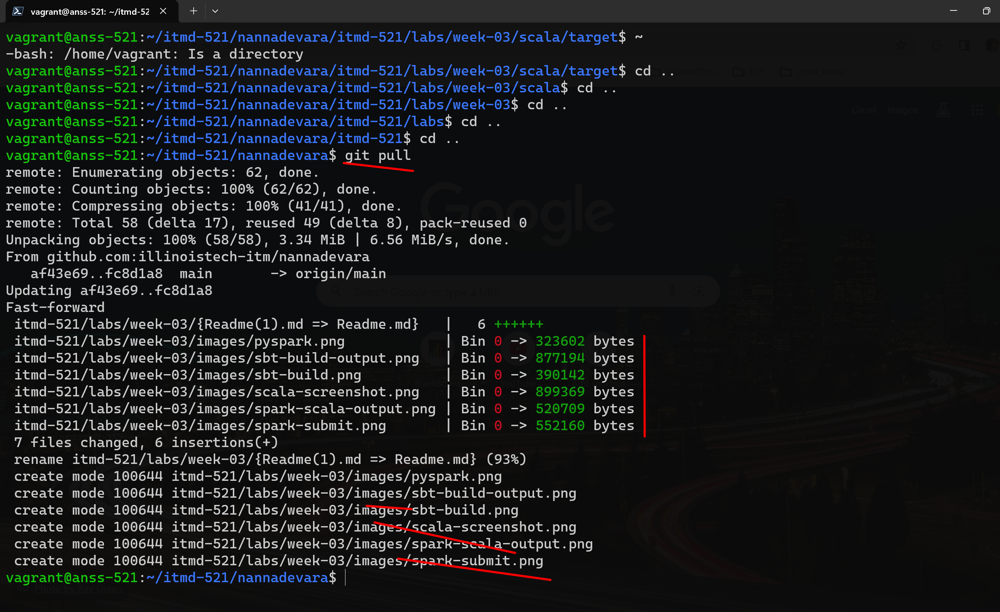 vagrant@anss-521: ~/itmd-52
vagrant@anss-521:~/itmd-521/nannadevara/itmd-521/labs/week-03/scala/target$ ~
-bash: /home/vagrant: Is a directory
vagrant@anss-521:~/itmd-521/nannadevara/itmd-521/labs/week-03/scala/target$ cd ..
vagrant@anss-521:~/itmd-521/nannadevara/itmd-521/labs/week-03/scala$ cd ..
vagrant@anss-521:~/itmd-521/nannadevara/itmd-521/labs/week-03$ cd ..
vagrant@anss-521:~/itmd-521/nannadevara/itmd-521/labs$ cd ..
vagrant@anss-521:~/itmd-521/nannadevara/itmd-521$ cd ..
vagrant@anss-521:~/itmd-521/nannadevara$ git pull
remote: Enumerating objects: 62, done.
remote: Counting objects: 100% (62/62), done.
remote: Compressing objects: 100% (41/41), done.
remote: Total 58 (delta 17), reused 49 (delta 8), pack-reused 0
Unpacking objects: 100% (58/58), 3.34 MiB | 6.56 MiB/s, done.
From github.com:illinoistech-itm/nannadevara
   af43e69..fc8d1a8  main       -> origin/main
Updating af43e69..fc8d1a8
Fast-forward
 itmd-521/labs/week-03/{Readme(1).md => Readme.md}   |   6 ++++++
 itmd-521/labs/week-03/images/pyspark.png            | Bin 0 -> 323602 bytes
 itmd-521/labs/week-03/images/sbt-build-output.png   | Bin 0 -> 877194 bytes
 itmd-521/labs/week-03/images/sbt-build.png          | Bin 0 -> 390142 bytes
 itmd-521/labs/week-03/images/scala-screenshot.png   | Bin 0 -> 899369 bytes
 itmd-521/labs/week-03/images/spark-scala-output.png | Bin 0 -> 520709 bytes
 itmd-521/labs/week-03/images/spark-submit.png       | Bin 0 -> 552160 bytes
 7 files changed, 6 insertions(+)
 rename itmd-521/labs/week-03/{Readme(1).md => Readme.md} (93%)
 create mode 100644 itmd-521/labs/week-03/images/pyspark.png
 create mode 100644 itmd-521/labs/week-03/images/sbt-build-output.png
 create mode 100644 itmd-521/labs/week-03/images/sbt-build.png
 create mode 100644 itmd-521/labs/week-03/images/scala-screenshot.png
 create mode 100644 itmd-521/labs/week-03/images/spark-scala-output.png
 create mode 100644 itmd-521/labs/week-03/images/spark-submit.png
vagrant@anss-521:~/itmd-521/nannadevara$
Fun
Gmail Images
Google
Search Google or type a URL
BlackBoard YouTube Add shortcut
Photo by Ray Green